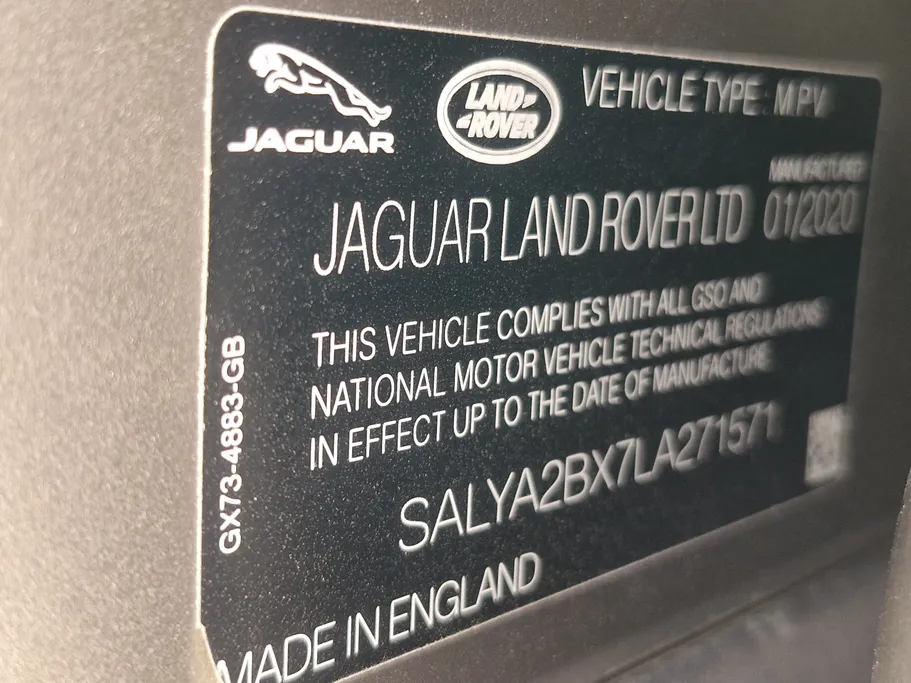 JAGUAR
LAND
ROVER
VEHICLE TYPE : MPV
MANUFACTURED
01/2020
JAGUAR LAND ROVER LTD
THIS VEHICLE COMPLIES WITH ALL GSO AND
NATIONAL MOTOR VEHICLE TECHNICAL REGULATIONS
IN EFFECT UP TO THE DATE OF MANUFACTURE
SALYA2BX7LA271571
MADE IN ENGLAND
GX73-4883-GB